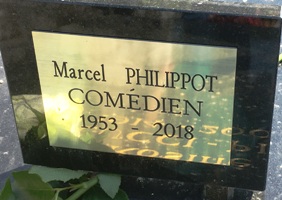 Marcel PHILIPPOT
COMÉDIEN
1953 - 2018